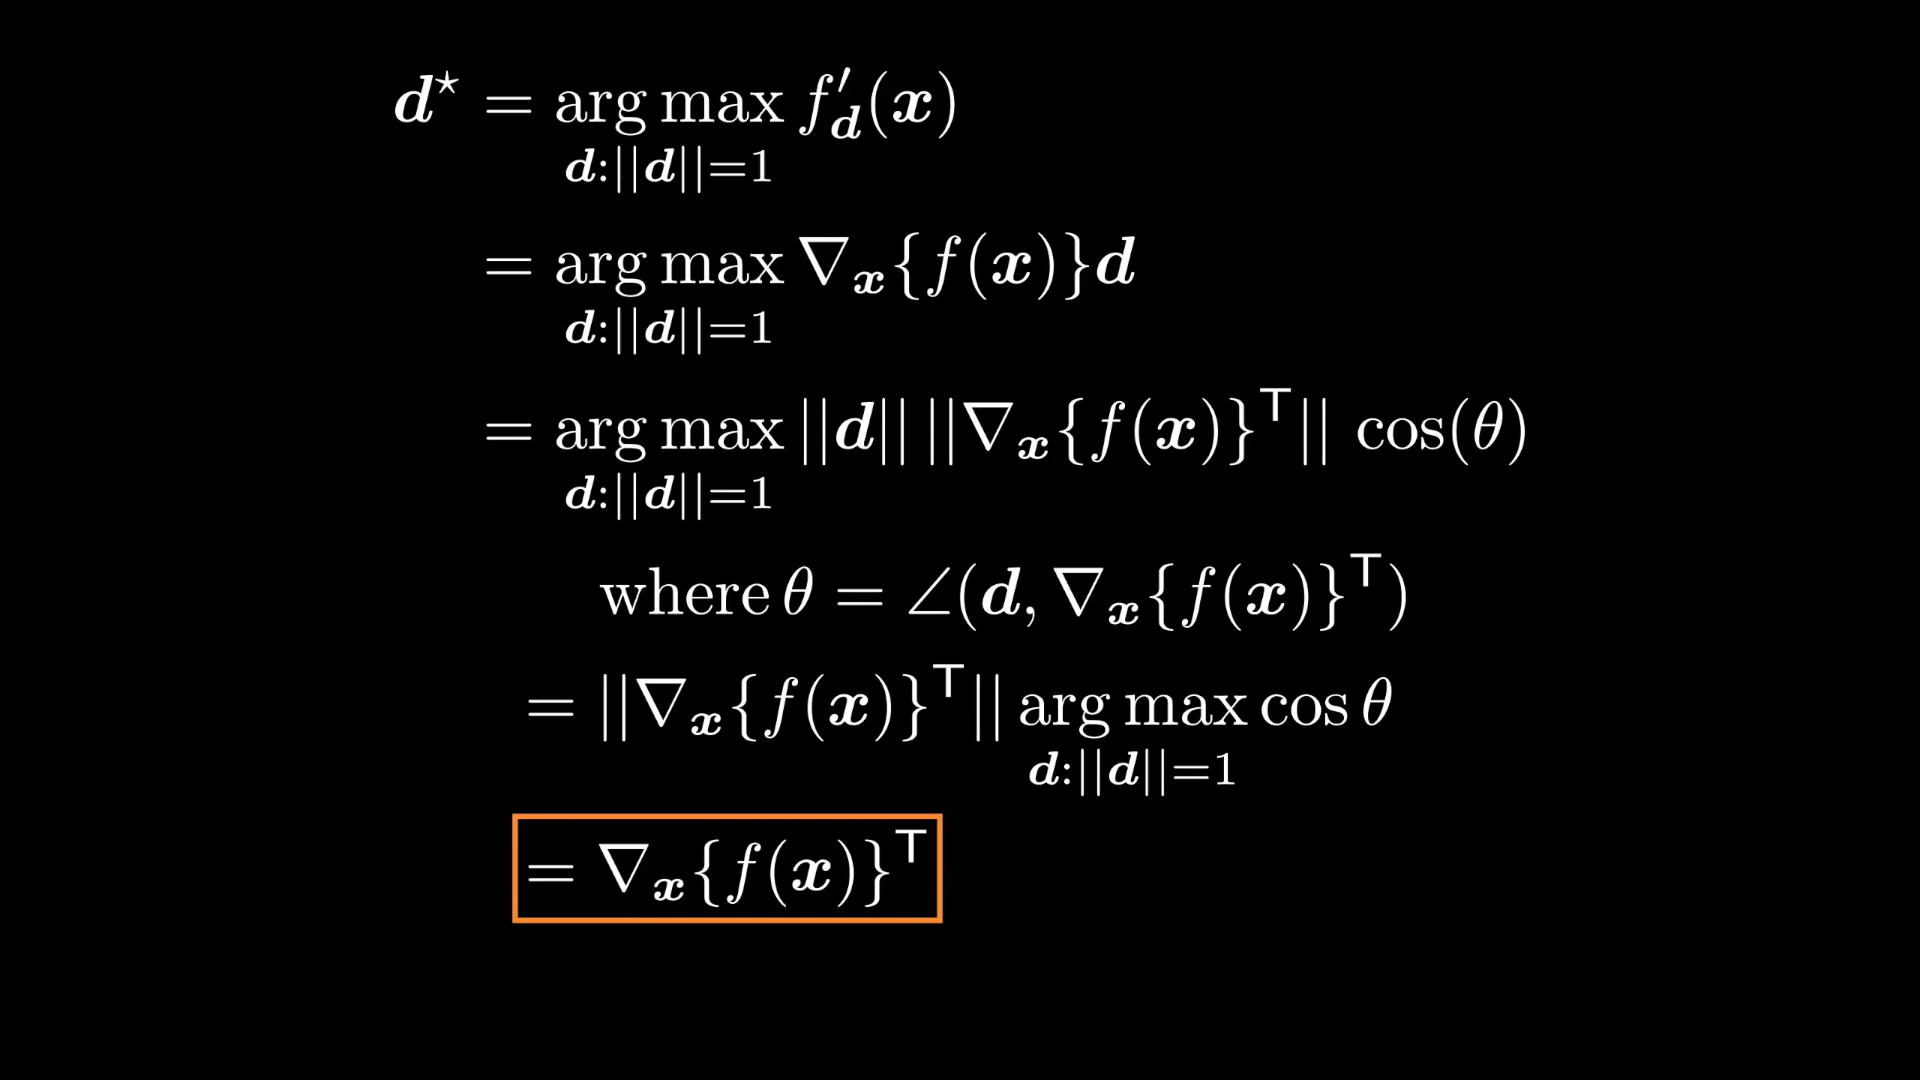 d⋆ = arg max f′_d(x)
d:||d||=1
= arg max ∇_x{f(x)}d
d:||d||=1
= arg max ||d|| ||∇_x{f(x)}^⊤|| cos(θ)
d:||d||=1
where θ = ∠(d, ∇_x{f(x)}^⊤)
= ||∇_x{f(x)}^⊤|| arg max cos θ
d:||d||=1
= ∇_x{f(x)}^⊤